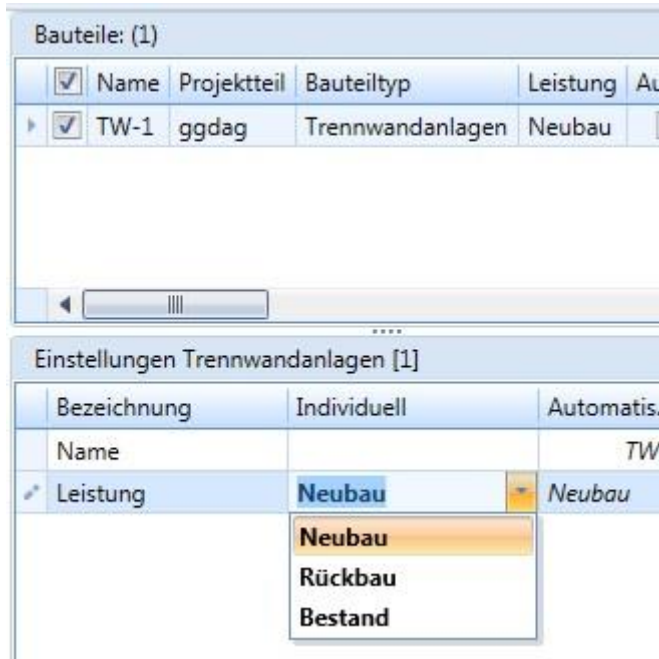 Bauteile: (1)
Name Projektteil Bauteiltyp Leistung Au
TW-1 ggdag Trennwandanlagen Neubau
Einstellungen Trennwandanlagen [1]
Bezeichnung Individuell Automatis.
Name TW
Leistung Neubau Neubau
Neubau
Rückbau
Bestand